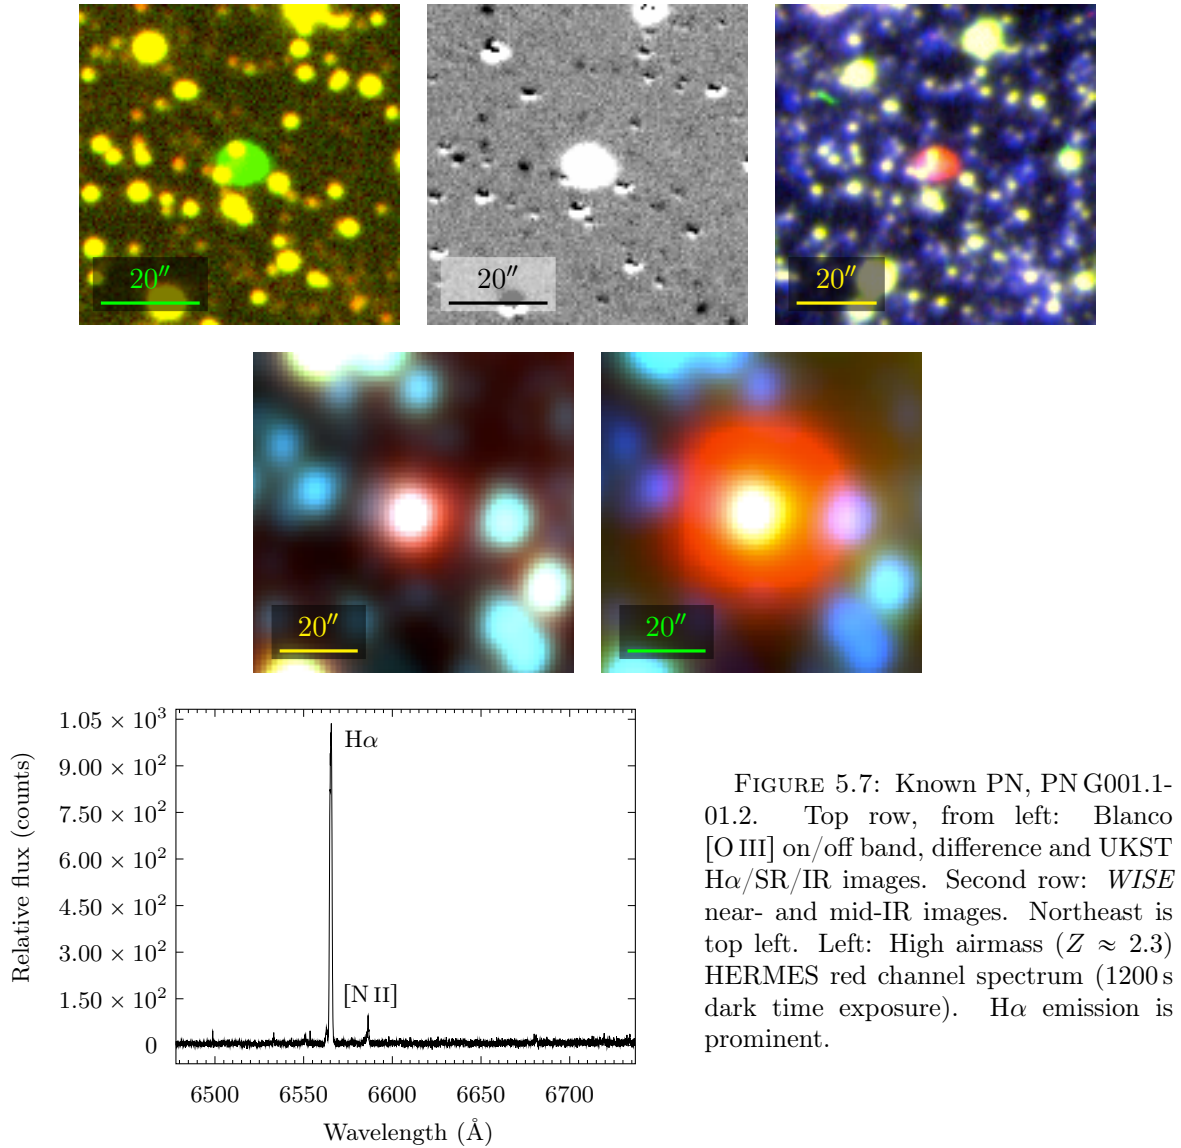 20″
20″
20″
20″
20″
1.05 × 10³
9.00 × 10²
7.50 × 10²
6.00 × 10²
4.50 × 10²
3.00 × 10²
1.50 × 10²
0
Relative flux (counts)
Hα
[N II]
6500 6550 6600 6650 6700
Wavelength (Å)
FIGURE 5.7: Known PN, PN G001.1-
01.2. Top row, from left: Blanco
[O III] on/off band, difference and UKST
Hα/SR/IR images. Second row: WISE
near- and mid-IR images. Northeast is
top left. Left: High airmass (Z ≈ 2.3)
HERMES red channel spectrum (1200 s
dark time exposure). Hα emission is
prominent.